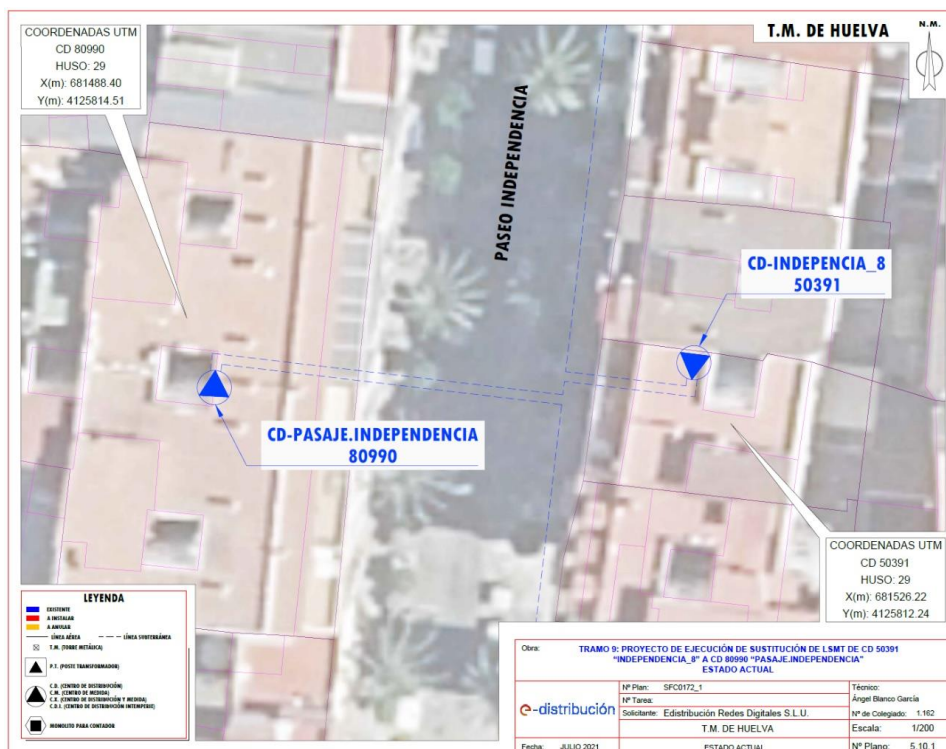 COORDENADAS UTM
CD 80990
HUSO: 29
X(m): 681488.40
Y(m): 4125814.51
T.M. DE HUELVA
N.M.
PASEO INDEPENDENCIA
CD-INDEPENCIA_8
50391
CD-PASAJE.INDEPENDENCIA
80990
COORDENADAS UTM
CD 50391
HUSO: 29
X(m): 681526.22
Y(m): 4125812.24
LEYENDA
EXISTENTE
A INSTALAR
A ANULAR
LÍNEA AÉREA
LÍNEA SUBTERRÁNEA
T.M. (TORRE METÁLICA)
P.T. (POSTE TRANSFORMADOR)
C.D. (CENTRO DE DISTRIBUCIÓN)
C.M. (CENTRO DE MEDIDA)
C.S. (CENTRO DE DISTRIBUCIÓN Y MEDIDA)
C.D.I. (CENTRO DE DISTRIBUCIÓN INTEMPERIE)
MONOLITO PARA CONTADOR
Obra: TRAMO 9: PROYECTO DE EJECUCIÓN DE SUSTITUCIÓN DE LSMT DE CD 50391
"INDEPENDENCIA_8" A CD 80990 "PASAJE.INDEPENDENCIA"
ESTADO ACTUAL
e-distribución
Nº Plan: SFC0172_1
Nº Tarea:
Solicitante: Edistribución Redes Digitales S.L.U.
T.M. DE HUELVA
Técnico:
Ángel Blanco García
Nº de Colegiado: 1.162
Escala: 1/200
Fecha: JULIO 2021
ESTADO ACTUAL
Nº Plano: 5.10.1